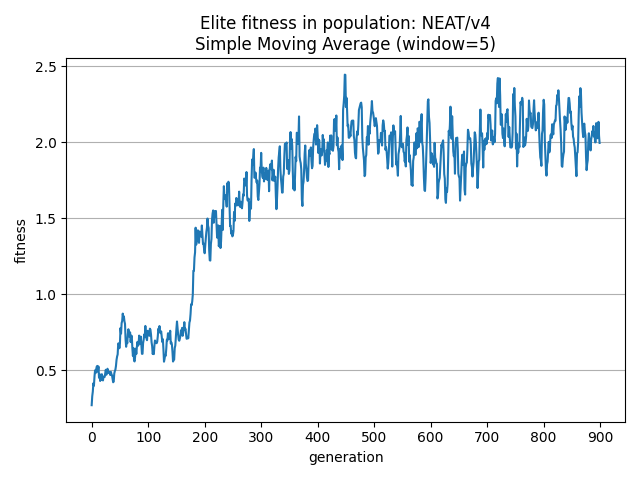 Elite fitness in population: NEAT/v4
Simple Moving Average (window=5)
2.5
2.0
1.5
1.0
0.5
fitness
0 100 200 300 400 500 600 700 800 900
generation